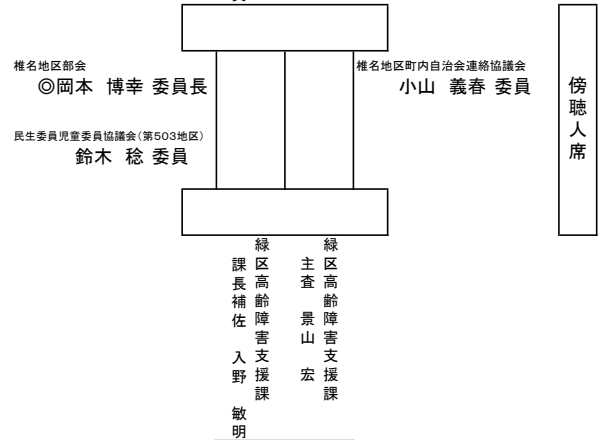 椎名地区部会
◎岡本 博幸 委員長
椎名地区町内自治会連絡協議会
小山 義春 委員
民生委員児童委員協議会(第503地区)
鈴木 稔 委員
傍聴人席
緑区高齢障害支援課
主査 景山 宏
緑区高齢障害支援課
課長補佐 入野 敏明